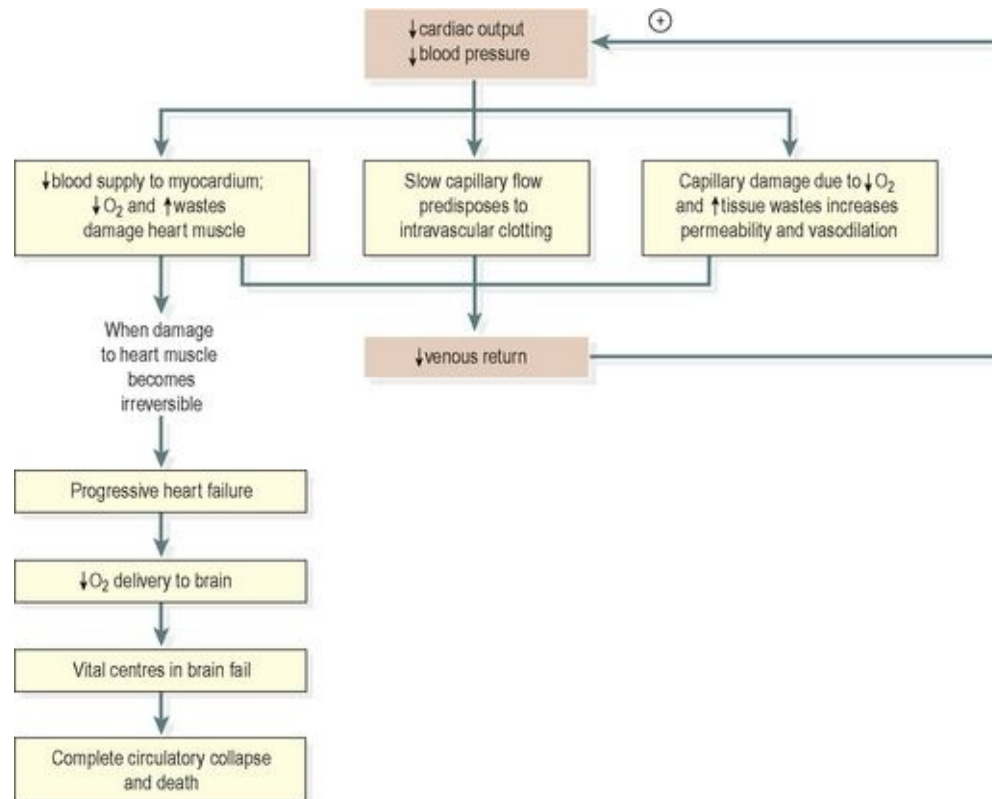 ↓cardiac output
↓blood pressure
+
↓blood supply to myocardium;
↓O₂ and ↑wastes
damage heart muscle
Slow capillary flow
predisposes to
intravascular clotting
Capillary damage due to ↓O₂
and ↑tissue wastes increases
permeability and vasodilation
When damage
to heart muscle
becomes
irreversible
↓venous return
Progressive heart failure
↓O₂ delivery to brain
Vital centres in brain fail
Complete circulatory collapse
and death